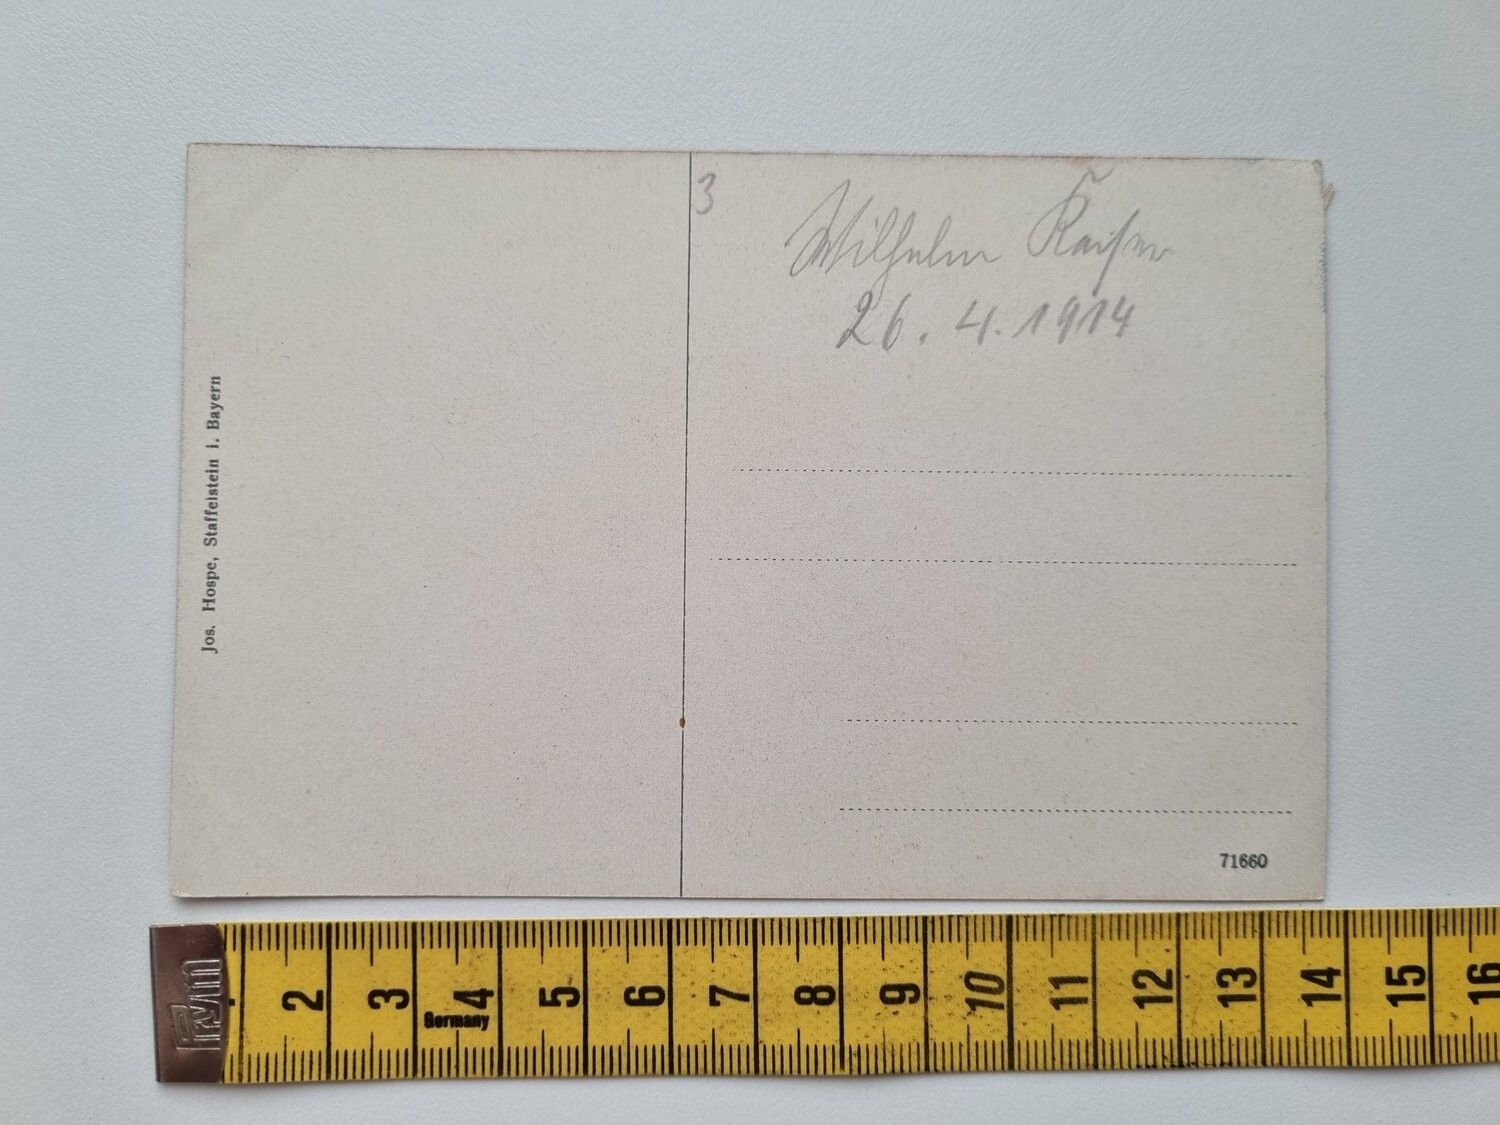 3
Wilhelm Kaiser
26. 4. 1914
Jos. Hospe, Staffelstein i. Bayern
71660
Prym
2 3 4 5 6 7 8 9 10 11 12 13 14 15 16
Germany